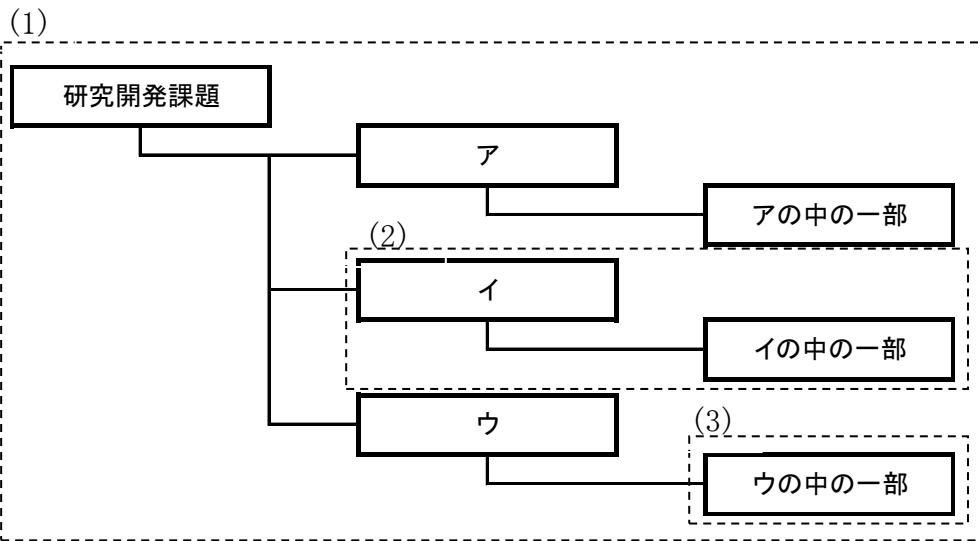 (1)
研究開発課題
ア
アの中の一部
(2)
イ
イの中の一部
ウ
(3)
ウの中の一部